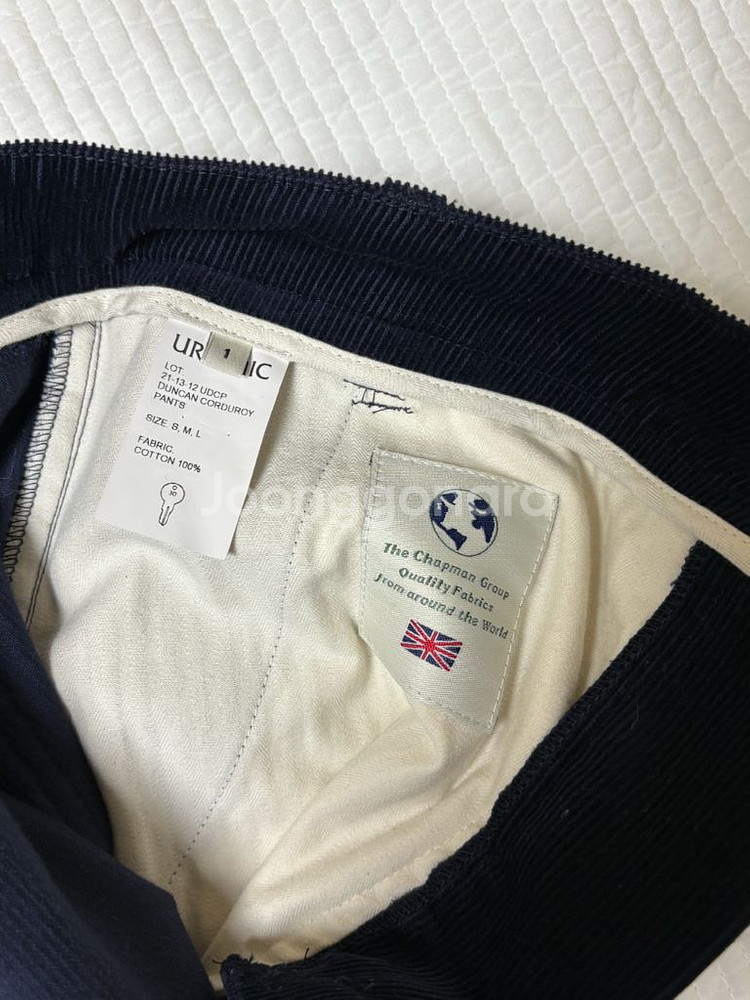 UR IC
1
LOT.
21-13-12 UDCP
DUNCAN CORDUROY
PANTS
SIZE. S, M, L
FABRIC.
COTTON 100%
The Chapman Group
Quality Fabrics
from around the World
Joonggonara